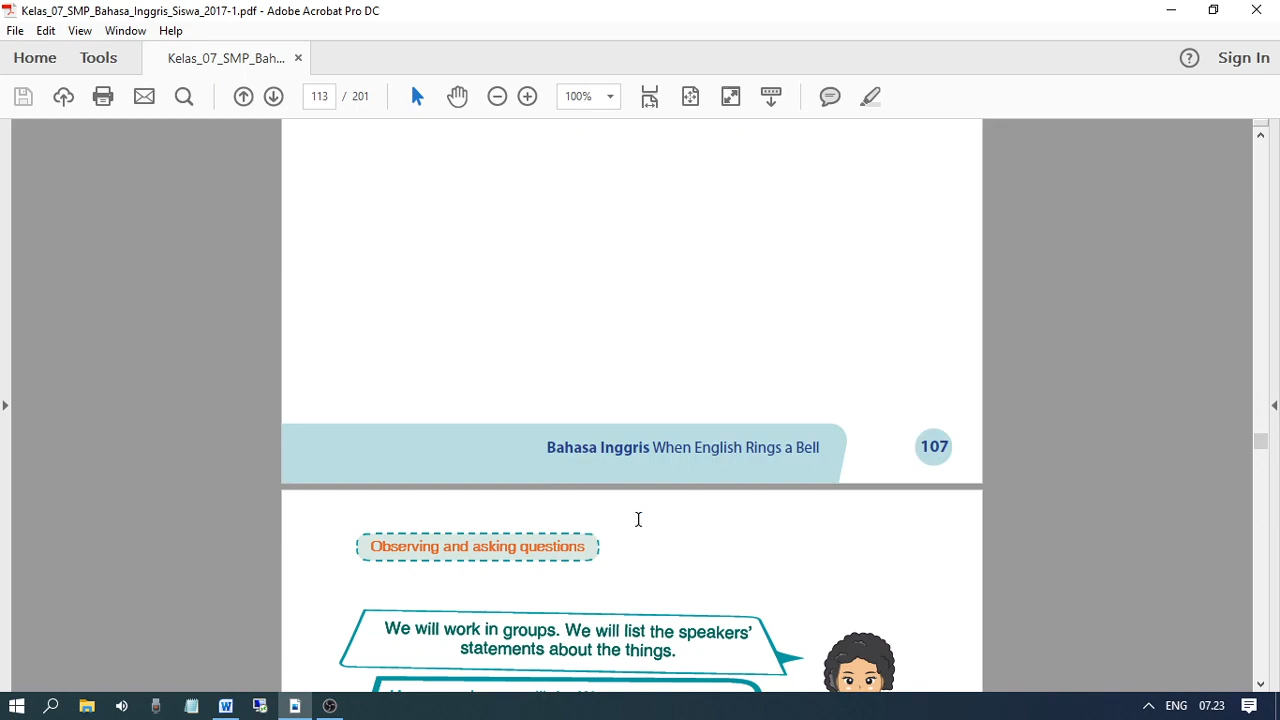 Kelas_07_SMP_Bahasa_Inggris_Siswa_2017-1.pdf - Adobe Acrobat Pro DC
File Edit View Window Help
Home Tools Kelas_07_SMP_Bah... × Sign In
113 / 201 100%
Bahasa Inggris When English Rings a Bell 107
Observing and asking questions
We will work in groups. We will list the speakers’
statements about the things.
ENG 07.23